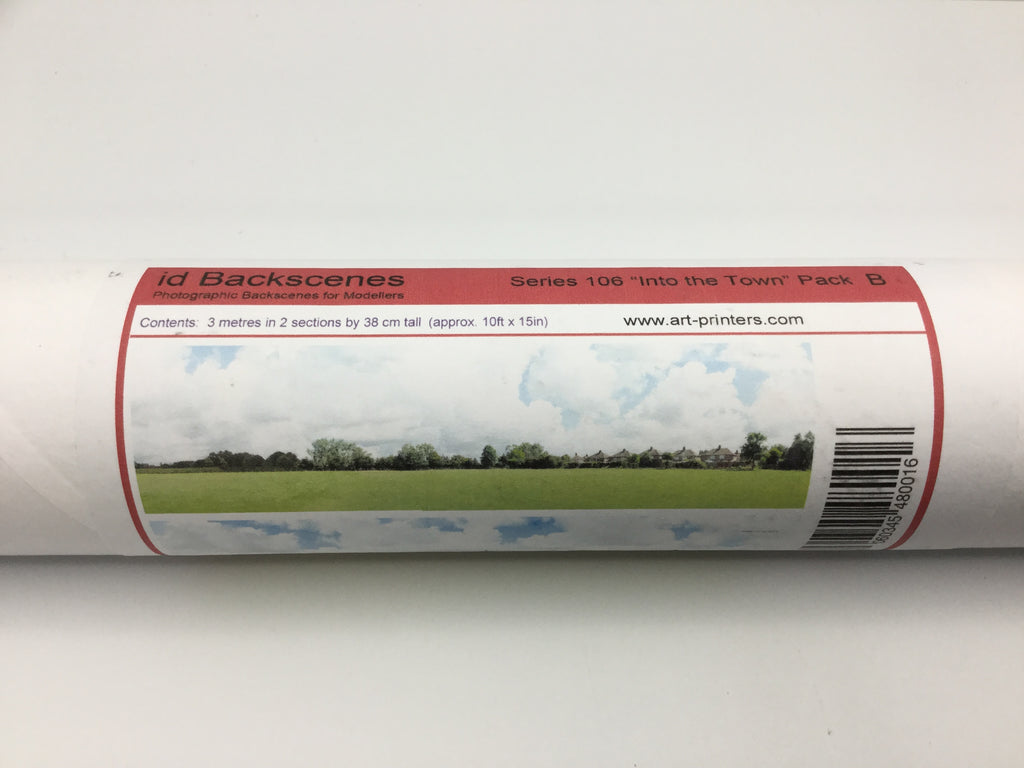 id Backscenes
Photographic Backscenes for Modellers
Series 106 "Into the Town" Pack B
Contents: 3 metres in 2 sections by 38 cm tall (approx. 10ft x 15in)
www.art-printers.com
060345 480016